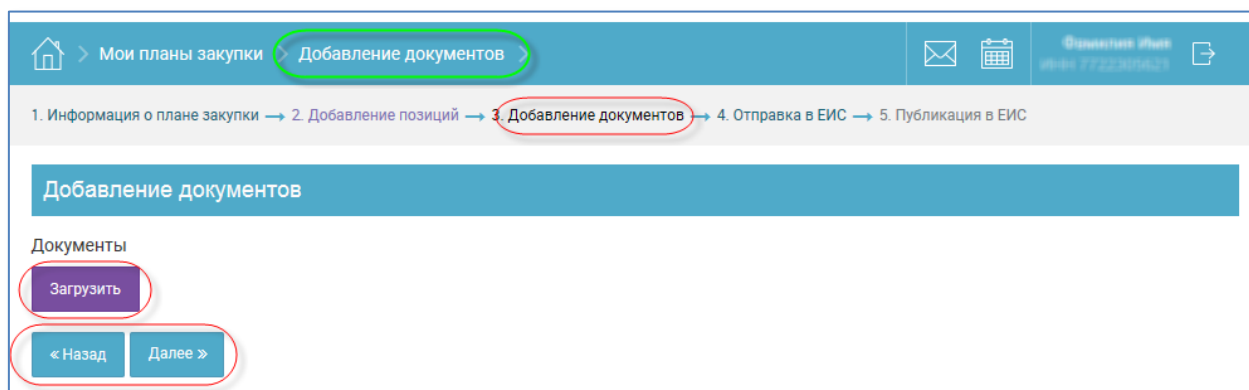 Мои планы закупки Добавление документов
1. Информация о плане закупки → 2. Добавление позиций → 3. Добавление документов → 4. Отправка в ЕИС → 5. Публикация в ЕИС
Добавление документов
Документы
Загрузить
« Назад Далее »